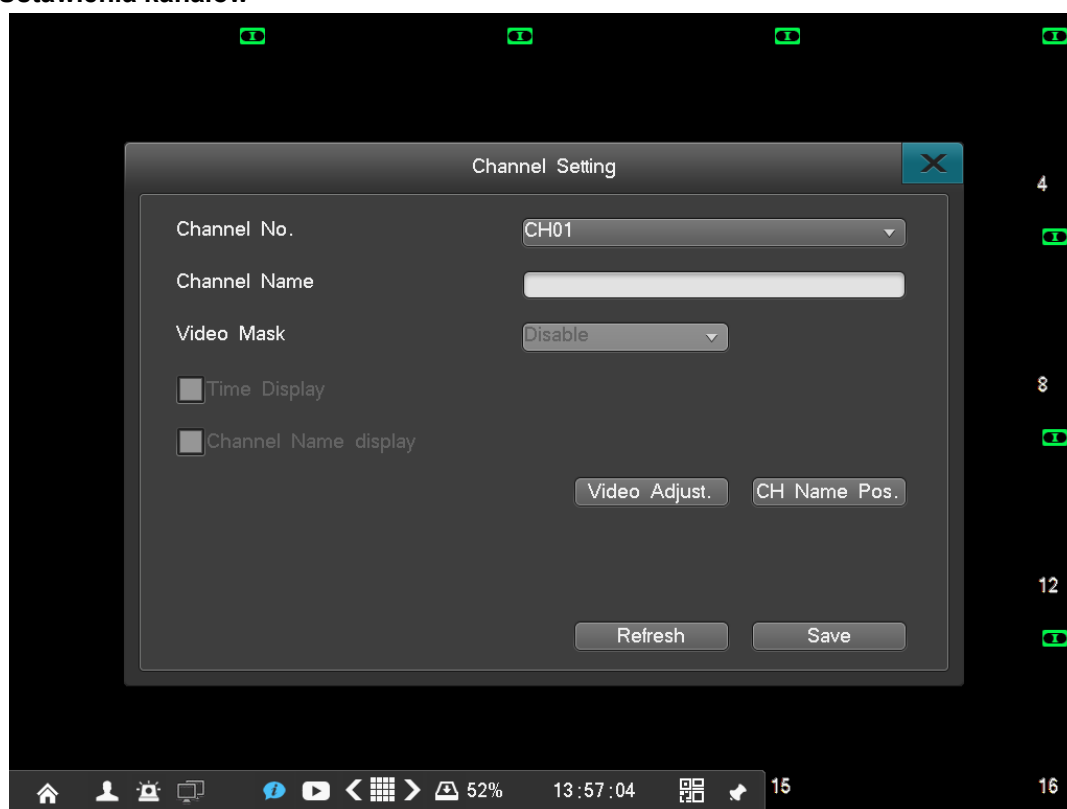 Ustawienia kanałów
Channel Setting
4
Channel No.
CH01
Channel Name
Video Mask
Disable
Time Display
8
Channel Name display
Video Adjust.
CH Name Pos.
12
Refresh
Save
52%
13:57:04
15
16